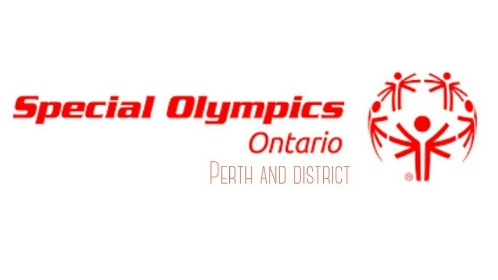 Special Olympics
Ontario
PERTH AND DISTRICT
®